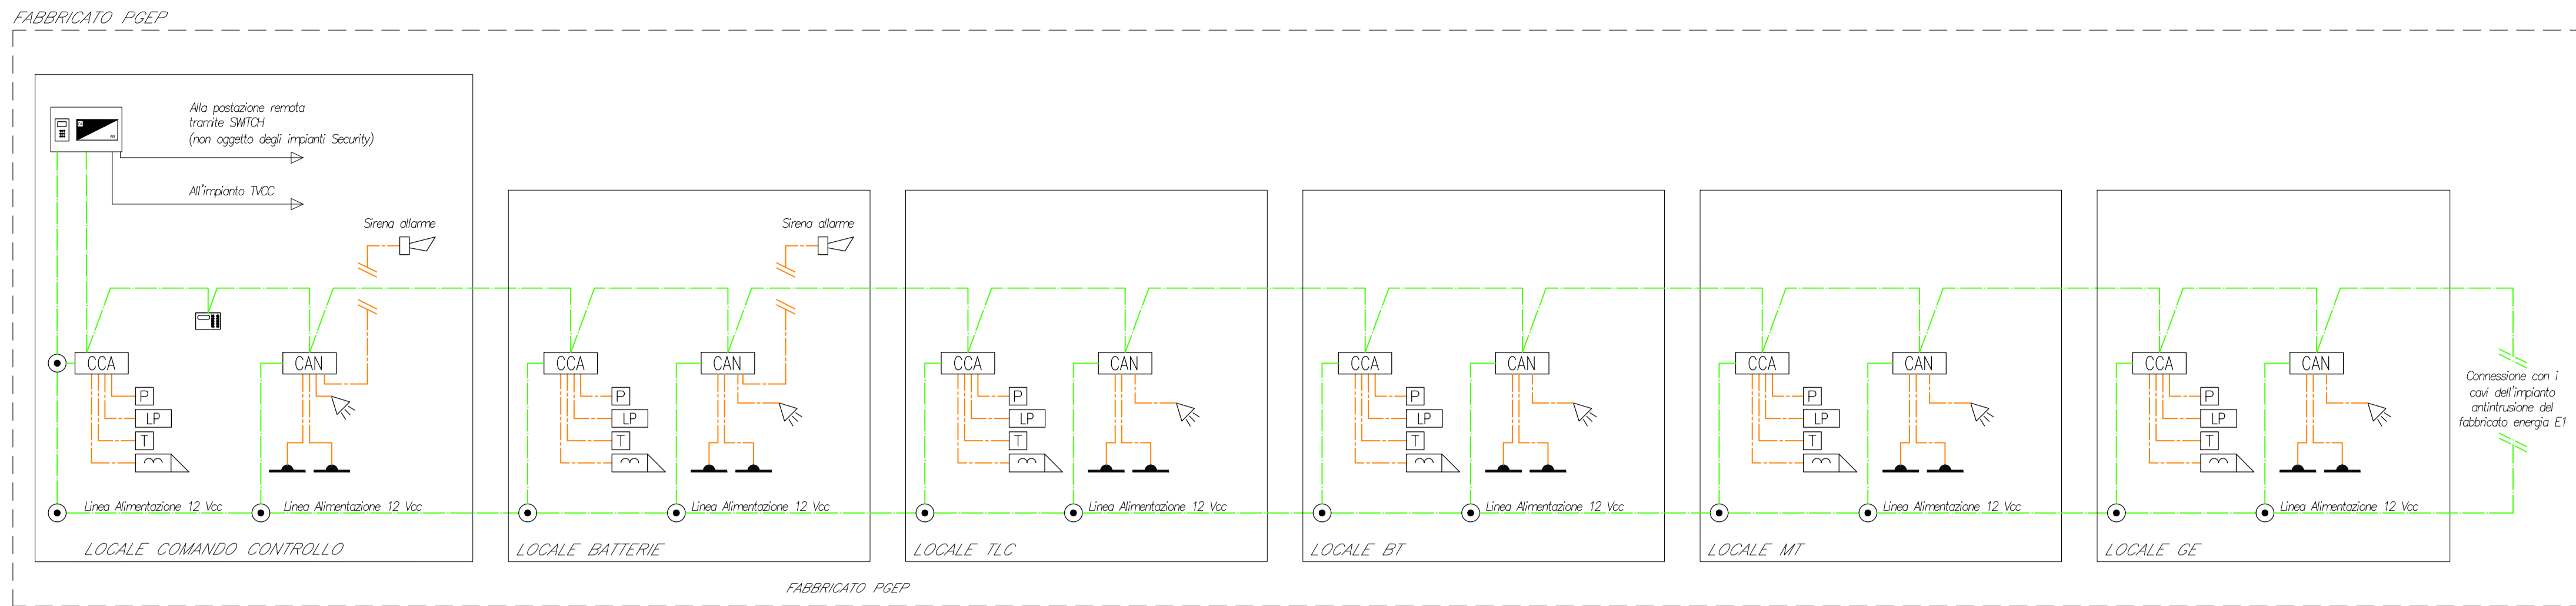 FABBRICATO PGEP
Alla postazione remota
tramite SWITCH
(non oggetto degli impianti Security)
All'impianto TVCC
Sirena allarme
CCA
CAN
P
LP
T
Linea Alimentazione 12 Vcc
Linea Alimentazione 12 Vcc
LOCALE COMANDO CONTROLLO
Sirena allarme
CCA
CAN
P
LP
T
Linea Alimentazione 12 Vcc
LOCALE BATTERIE
CCA
CAN
P
LP
T
Linea Alimentazione 12 Vcc
LOCALE TLC
CCA
CAN
P
LP
T
Linea Alimentazione 12 Vcc
LOCALE BT
CCA
CAN
P
LP
T
Linea Alimentazione 12 Vcc
LOCALE MT
CCA
CAN
P
LP
T
Linea Alimentazione 12 Vcc
LOCALE GE
Connessione con i
cavi dell'impianto
antintrusione del
fabbricato energia E1
FABBRICATO PGEP